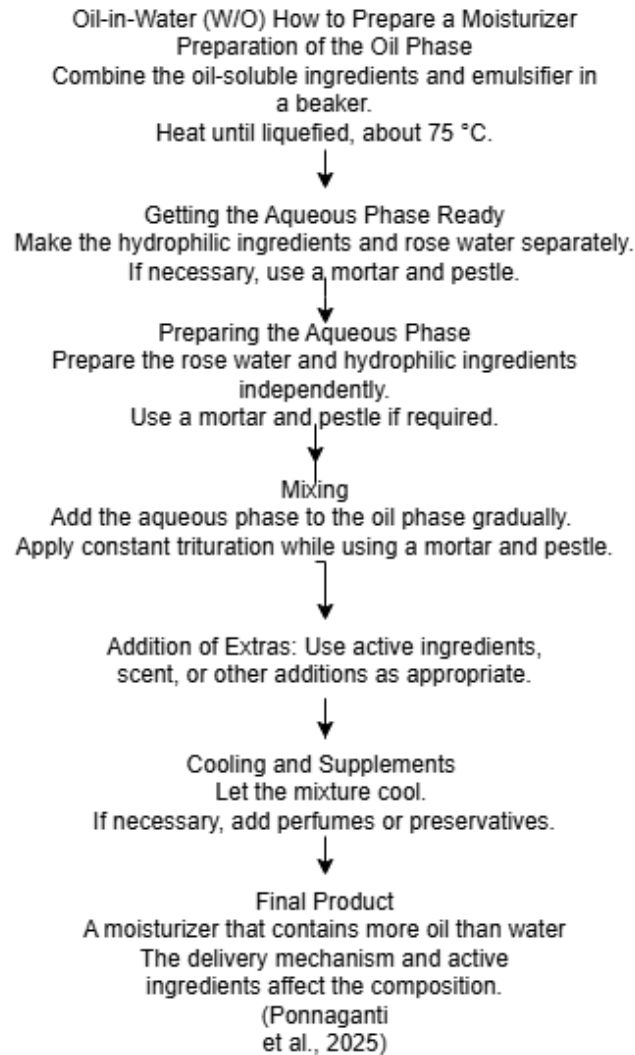 Oil-in-Water (W/O) How to Prepare a Moisturizer
Preparation of the Oil Phase
Combine the oil-soluble ingredients and emulsifier in
a beaker.
Heat until liquefied, about 75 °C.
Getting the Aqueous Phase Ready
Make the hydrophilic ingredients and rose water separately.
If necessary, use a mortar and pestle.
Preparing the Aqueous Phase
Prepare the rose water and hydrophilic ingredients
independently.
Use a mortar and pestle if required.
Mixing
Add the aqueous phase to the oil phase gradually.
Apply constant trituration while using a mortar and pestle.
Addition of Extras: Use active ingredients,
scent, or other additions as appropriate.
Cooling and Supplements
Let the mixture cool.
If necessary, add perfumes or preservatives.
Final Product
A moisturizer that contains more oil than water
The delivery mechanism and active
ingredients affect the composition.
(Ponnaganti
et al., 2025)